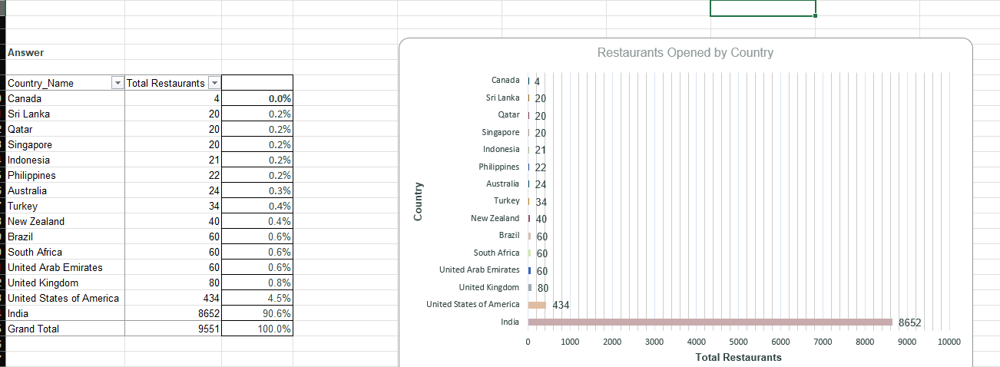 Answer
Country_Name Total Restaurants
Canada 4 0.0%
Sri Lanka 20 0.2%
Qatar 20 0.2%
Singapore 20 0.2%
Indonesia 21 0.2%
Philippines 22 0.2%
Australia 24 0.3%
Turkey 34 0.4%
New Zealand 40 0.4%
Brazil 60 0.6%
South Africa 60 0.6%
United Arab Emirates 60 0.6%
United Kingdom 80 0.8%
United States of America 434 4.5%
India 8652 90.6%
Grand Total 9551 100.0%
Restaurants Opened by Country
Country
Canada 4
Sri Lanka 20
Qatar 20
Singapore 20
Indonesia 21
Philippines 22
Australia 24
Turkey 34
New Zealand 40
Brazil 60
South Africa 60
United Arab Emirates 60
United Kingdom 80
United States of America 434
India 8652
0 1000 2000 3000 4000 5000 6000 7000 8000 9000 10000
Total Restaurants